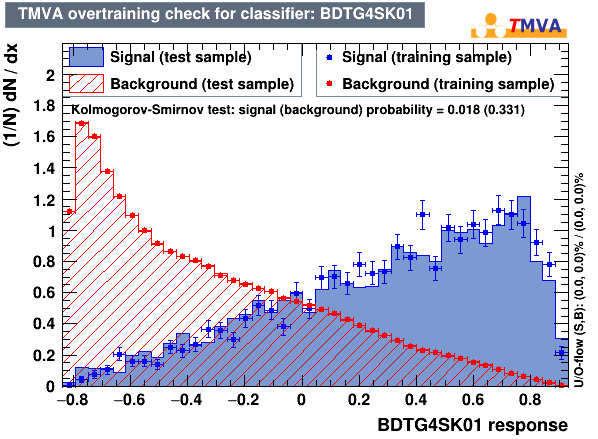 TMVA overtraining check for classifier: BDTG4SK01
TMVA
(1/N) dN / dx
Signal (test sample)
Background (test sample)
Signal (training sample)
Background (training sample)
Kolmogorov-Smirnov test: signal (background) probability = 0.018 (0.331)
2
1.8
1.6
1.4
1.2
1
0.8
0.6
0.4
0.2
0
−0.8 −0.6 −0.4 −0.2 0 0.2 0.4 0.6 0.8
BDTG4SK01 response
U/O-flow (S,B): (0.0, 0.0)% / (0.0, 0.0)%